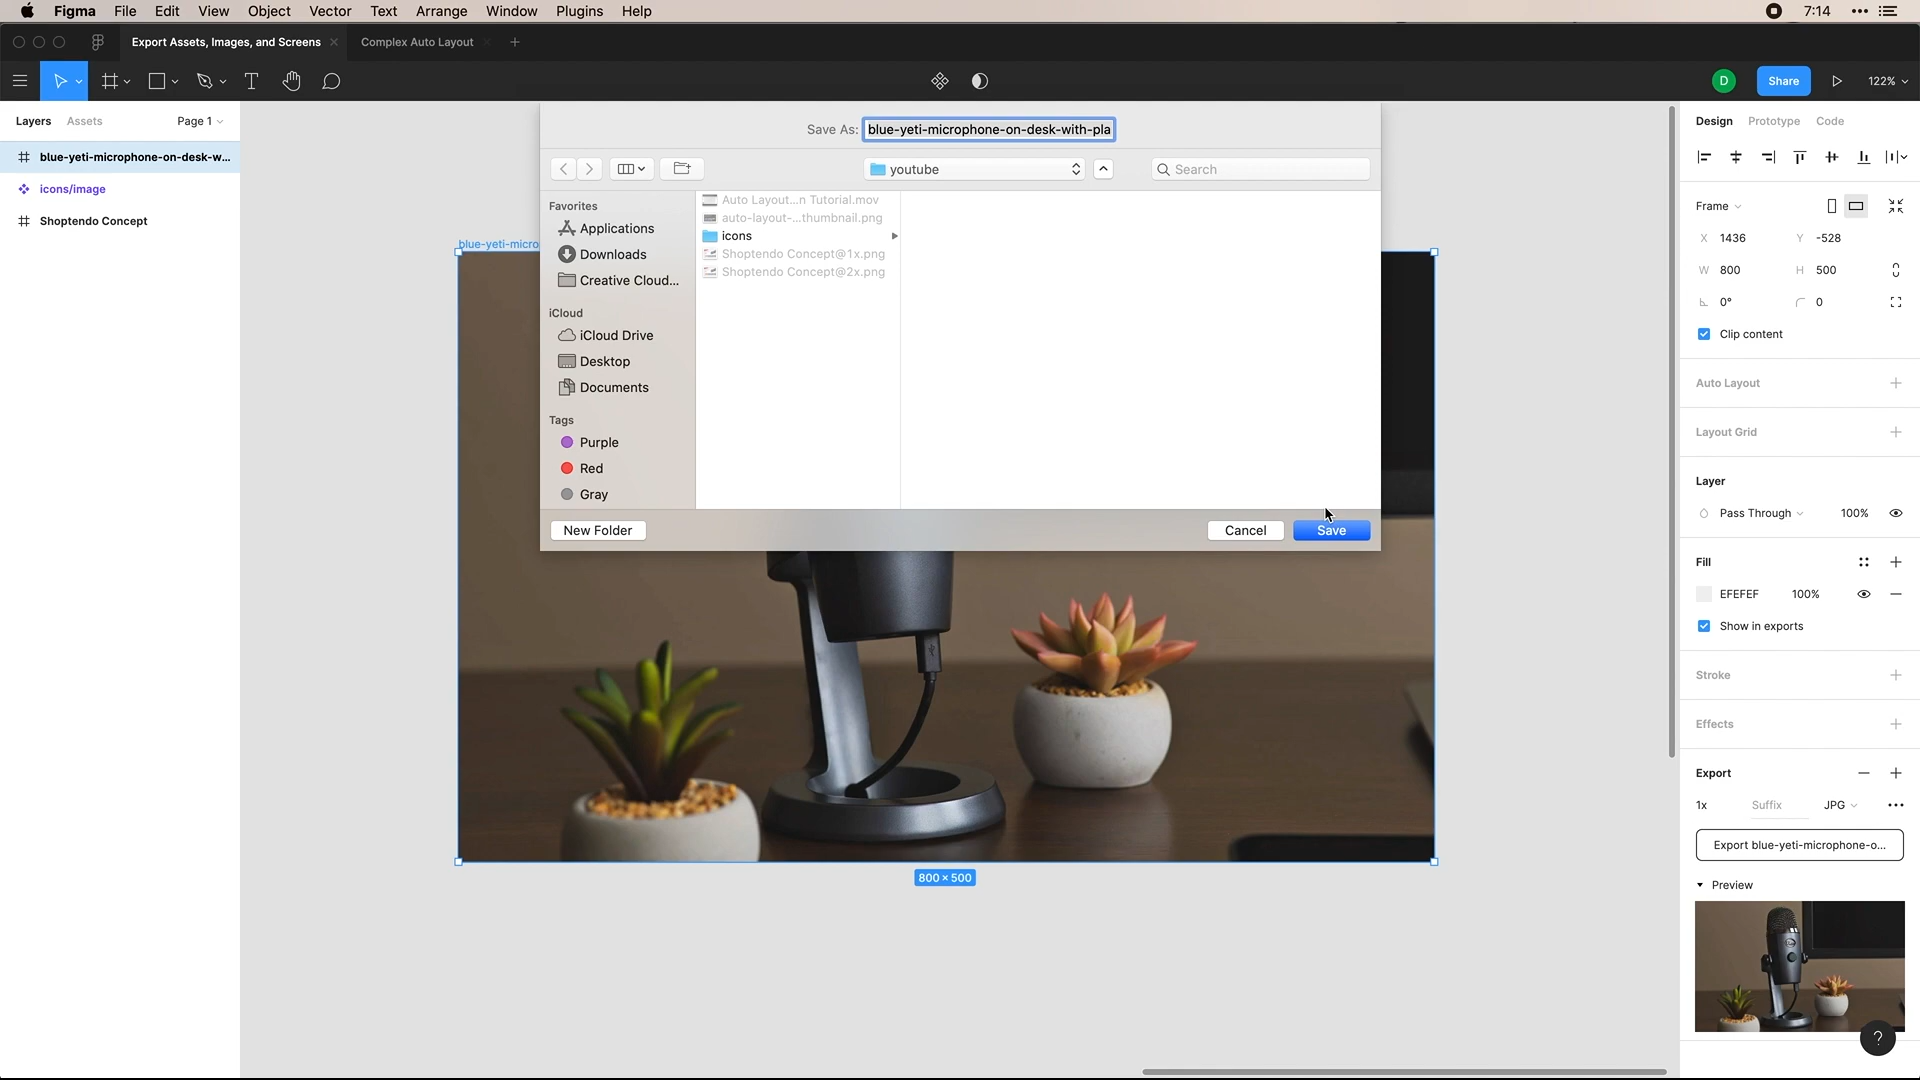 Figma File Edit View Object Vector Text Arrange Window Plugins Help 7:14
Export Assets, Images, and Screens Complex Auto Layout
D Share 122%
Layers Assets Page 1
blue-yeti-microphone-on-desk-w...
icons/image
Shoptendo Concept
blue-yeti-micro
Save As: blue-yeti-microphone-on-desk-with-pla
youtube Search
Favorites
Applications
Downloads
Creative Cloud...
iCloud
iCloud Drive
Desktop
Documents
Tags
Purple
Red
Gray
Auto Layout...n Tutorial.mov
auto-layout-...thumbnail.png
icons
Shoptendo Concept@1x.png
Shoptendo Concept@2x.png
New Folder Cancel Save
800 × 500
Design Prototype Code
Frame
X 1436 Y -528
W 800 H 500
0° 0
Clip content
Auto Layout
Layout Grid
Layer
Pass Through 100%
Fill
EFEFEF 100%
Show in exports
Stroke
Effects
Export
1x Suffix JPG
Export blue-yeti-microphone-o...
Preview
?